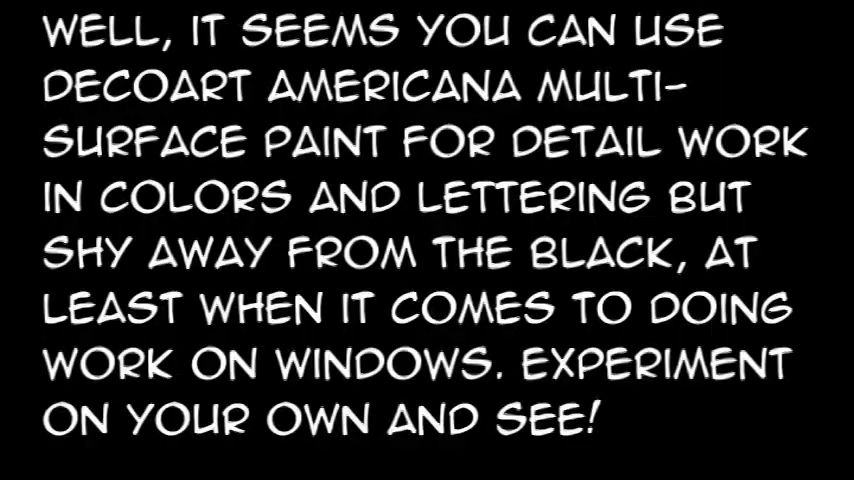 WELL, IT SEEMS YOU CAN USE
DECOART AMERICANA MULTI-
SURFACE PAINT FOR DETAIL WORK
IN COLORS AND LETTERING BUT
SHY AWAY FROM THE BLACK, AT
LEAST WHEN IT COMES TO DOING
WORK ON WINDOWS. EXPERIMENT
ON YOUR OWN AND SEE!